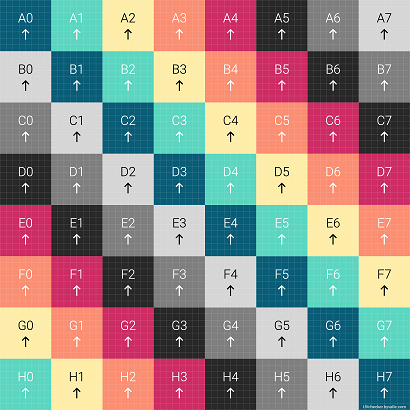 A0 A1 A2 A3 A4 A5 A6 A7
↑ ↑ ↑ ↑ ↑ ↑ ↑ ↑
B0 B1 B2 B3 B4 B5 B6 B7
↑ ↑ ↑ ↑ ↑ ↑ ↑ ↑
C0 C1 C2 C3 C4 C5 C6 C7
↑ ↑ ↑ ↑ ↑ ↑ ↑ ↑
D0 D1 D2 D3 D4 D5 D6 D7
↑ ↑ ↑ ↑ ↑ ↑ ↑ ↑
E0 E1 E2 E3 E4 E5 E6 E7
↑ ↑ ↑ ↑ ↑ ↑ ↑ ↑
F0 F1 F2 F3 F4 F5 F6 F7
↑ ↑ ↑ ↑ ↑ ↑ ↑ ↑
G0 G1 G2 G3 G4 G5 G6 G7
↑ ↑ ↑ ↑ ↑ ↑ ↑ ↑
H0 H1 H2 H3 H4 H5 H6 H7
↑ ↑ ↑ ↑ ↑ ↑ ↑ ↑